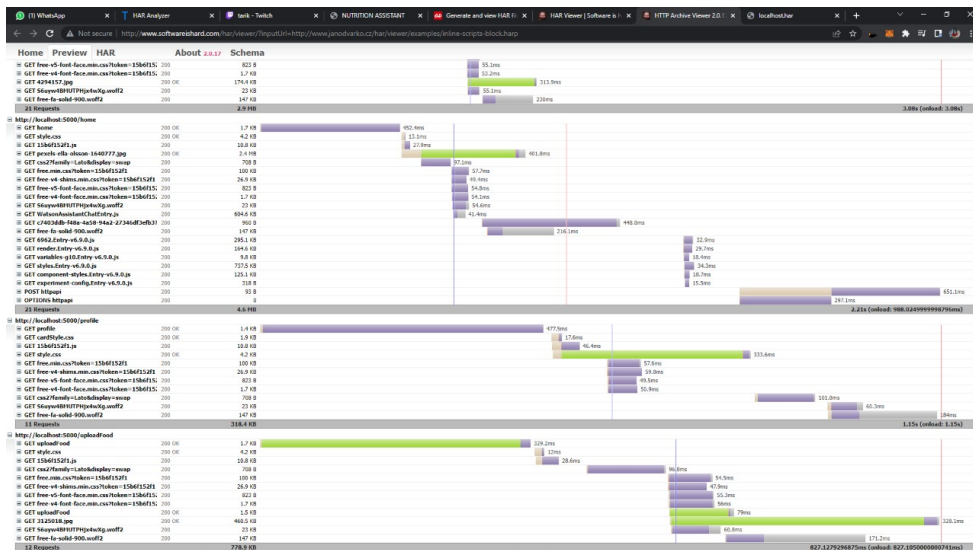 (1) WhatsApp
HAR Analyzer
tarik - Twitch
NUTRITION ASSISTANT
Generate and view HAR fi
HAR Viewer | Software is h
HTTP Archive Viewer 2.0.1
localhost.har
Not secure | http://www.softwareishard.com/har/viewer/?inputUrl=http://www.janodvarko.cz/har/viewer/examples/inline-scripts-block.harp
Home Preview HAR About 2.0.17 Schema
GET free-v5-font-face.min.css?token=15b6f152 200 823 B 55.1ms
GET free-v4-font-face.min.css?token=15b6f152 200 1.7 KB 53.2ms
GET 4294157.jpg 200 OK 174.4 KB 313.9ms
GET S6uyw4BMUTPHjx4wXg.woff2 200 23 KB 55.1ms
GET free-fa-solid-900.woff2 200 147 KB 230ms
21 Requests 2.9 MB 3.08s (onload: 3.08s)
http://localhost:5000/home
GET home 200 OK 1.7 KB 452.4ms
GET style.css 200 OK 4.2 KB 13.1ms
GET 15b6f152f1.js 200 10.8 KB 27.9ms
GET pexels-ella-olsson-1640777.jpg 200 OK 2.4 MB 401.8ms
GET css2?family=Lato&display=swap 200 708 B 97.1ms
GET free.min.css?token=15b6f152f1 200 100 KB 57.7ms
GET free-v4-shims.min.css?token=15b6f152f1 200 26.9 KB 49.4ms
GET free-v5-font-face.min.css?token=15b6f152 200 823 B 54.8ms
GET free-v4-font-face.min.css?token=15b6f152 200 1.7 KB 54.1ms
GET S6uyw4BMUTPHjx4wXg.woff2 200 23 KB 54.6ms
GET WatsonAssistantChatEntry.js 200 604.6 KB 41.4ms
200 960 B 448.8ms
GET free-fa-solid-900.woff2 200 147 KB 216.1ms
GET 6962.Entry-v6.9.0.js 200 295.1 KB 32.9ms
GET render.Entry-v6.9.0.js 200 164.6 KB 29.7ms
GET variables-g10.Entry-v6.9.0.js 200 9.8 KB 18.4ms
GET styles.Entry-v6.9.0.js 200 737.5 KB 34.3ms
GET component-styles.Entry-v6.9.0.js 200 125.1 KB 18.7ms
GET experiment-config.Entry-v6.9.0.js 200 318 B 15.5ms
POST httpapi 200 93 B 651.1ms
OPTIONS httpapi 200 0 297.1ms
21 Requests 4.6 MB 2.21s (onload: 988.0249999998796ms)
http://localhost:5000/profile
GET profile 200 OK 1.4 KB 477.9ms
GET cardStyle.css 200 OK 1.9 KB 17.6ms
GET 15b6f152f1.js 200 10.8 KB 46.4ms
GET style.css 200 OK 4.2 KB 333.6ms
GET free.min.css?token=15b6f152f1 200 100 KB 57.6ms
GET free-v4-shims.min.css?token=15b6f152f1 200 26.9 KB 59.8ms
GET free-v5-font-face.min.css?token=15b6f152 200 823 B 49.5ms
GET free-v4-font-face.min.css?token=15b6f152 200 1.7 KB 50.9ms
GET css2?family=Lato&display=swap 200 708 B 101.8ms
GET S6uyw4BMUTPHjx4wXg.woff2 200 23 KB 60.3ms
GET free-fa-solid-900.woff2 200 147 KB 184ms
11 Requests 318.4 KB 1.15s (onload: 1.15s)
http://localhost:5000/uploadFood
GET uploadFood 200 OK 1.7 KB 329.2ms
GET style.css 200 OK 4.2 KB 12ms
GET 15b6f152f1.js 200 10.8 KB 28.6ms
GET css2?family=Lato&display=swap 200 708 B 96.8ms
GET free.min.css?token=15b6f152f1 200 100 KB 54.5ms
GET free-v4-shims.min.css?token=15b6f152f1 200 26.9 KB 47.9ms
GET free-v5-font-face.min.css?token=15b6f152 200 823 B 55.3ms
GET free-v4-font-face.min.css?token=15b6f152 200 1.7 KB 56ms
GET uploadFood 200 OK 1.5 KB 79ms
GET 3125018.jpg 200 OK 460.5 KB 328.1ms
GET S6uyw4BMUTPHjx4wXg.woff2 200 23 KB 60.8ms
GET free-fa-solid-900.woff2 200 147 KB 171.2ms
12 Requests 778.9 KB